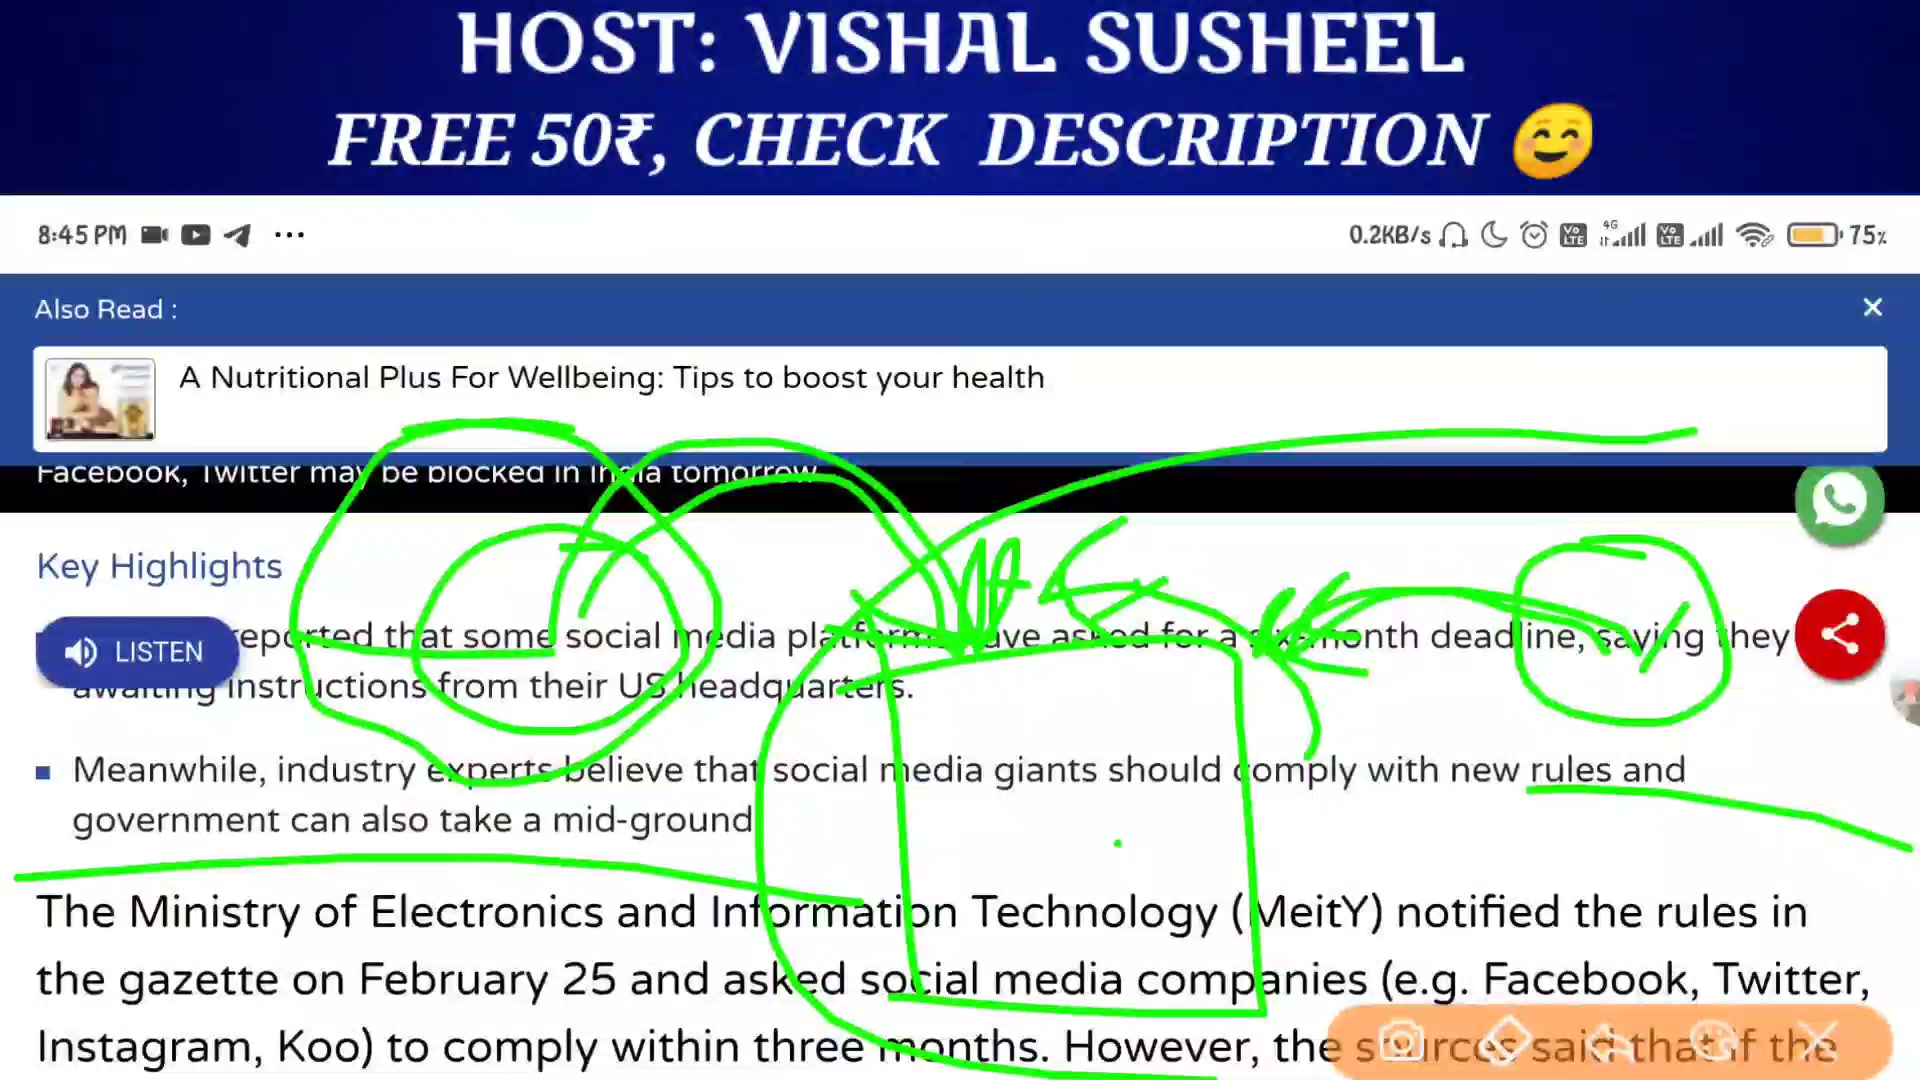 HOST: VISHAL SUSHEEL
FREE 50₹, CHECK DESCRIPTION 😊
8:45 PM
0.2KB/s 4G Vo LTE Vo LTE 75%
Also Read :
A Nutritional Plus For Wellbeing: Tips to boost your health
Facebook, Twitter may be blocked in India tomorrow
Key Highlights
LISTEN reported that some social media platforms have asked for a six-month deadline, saying they
awaiting instructions from their US headquarters.
Meanwhile, industry experts believe that social media giants should comply with new rules and
government can also take a mid-ground
The Ministry of Electronics and Information Technology (MeitY) notified the rules in
the gazette on February 25 and asked social media companies (e.g. Facebook, Twitter,
Instagram, Koo) to comply within three months. However, the sources said that if the